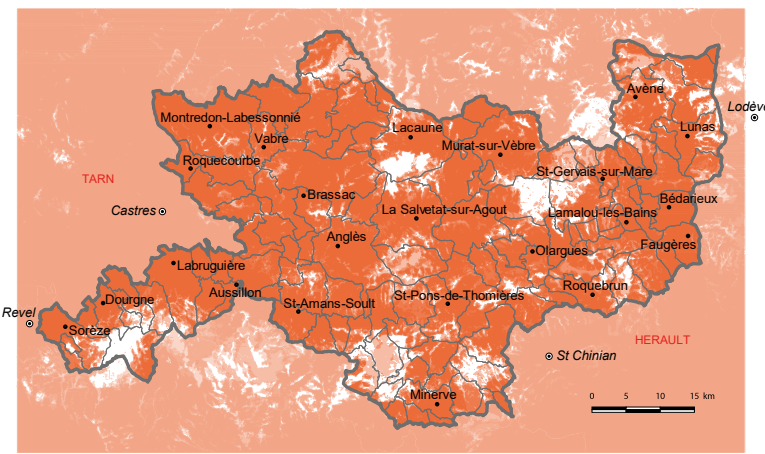 Avène
Lodève
Montredon-Labessonnié
Lacaune
Lunas
Vabre
Murat-sur-Vèbre
Roquecourbe
St-Gervais-sur-Mare
TARN
Brassac
Bédarieux
Castres
La Salvetat-sur-Agout
Lamalou-les-Bains
Anglès
Faugères
Olargues
Labruguière
Aussillon
Roquebrun
Dourgne
St-Amans-Soult
St-Pons-de-Thomières
Revel
Sorèze
HERAULT
St Chinian
Minerve
0 5 10 15 km